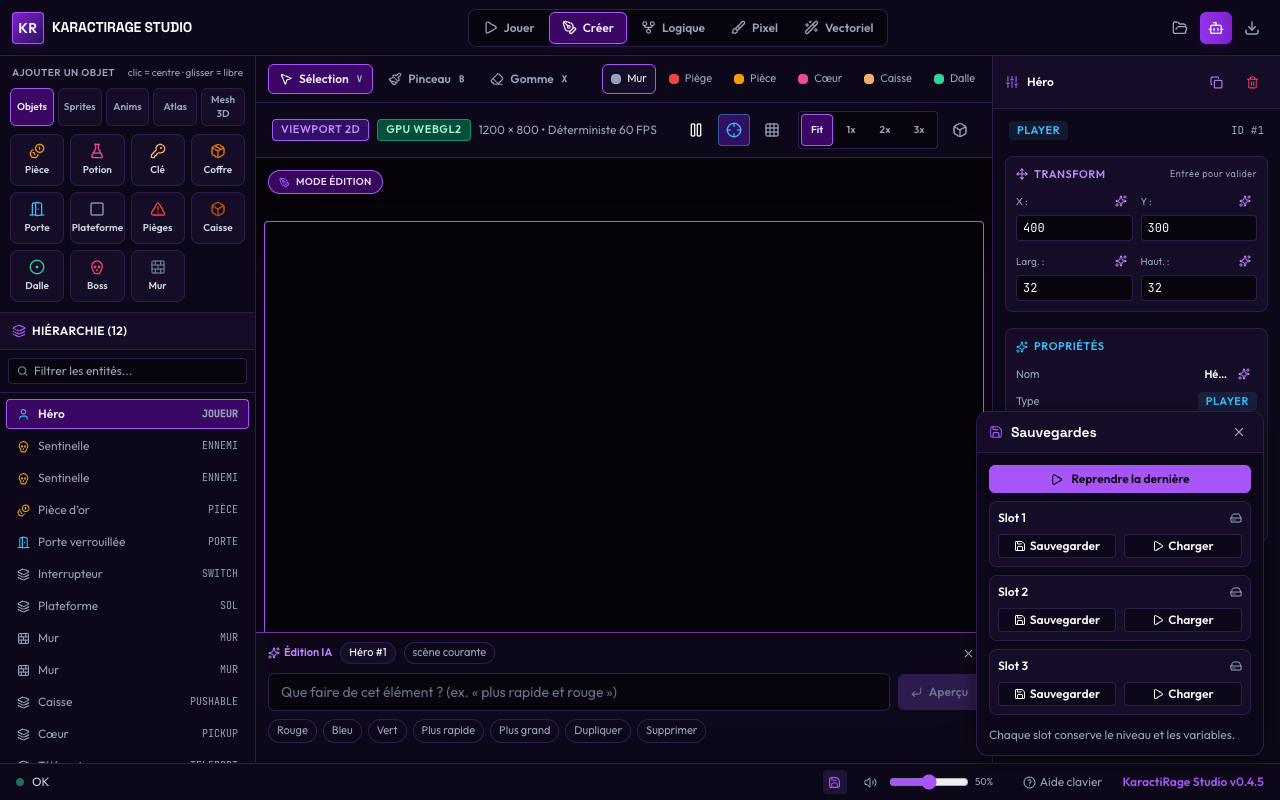 KR KARACTIRAGE STUDIO
Jouer Créer Logique Pixel Vectoriel
AJOUTER UN OBJET clic = centre · glisser = libre
Objets Sprites Anims Atlas Mesh 3D
Pièce Potion Clé Coffre
Porte Plateforme Pièges Caisse
Dalle Boss Mur
HIÉRARCHIE (12)
Filtrer les entités...
Héro JOUEUR
Sentinelle ENNEMI
Sentinelle ENNEMI
Pièce d'or PIÈCE
Porte verrouillée PORTE
Interrupteur SWITCH
Plateforme SOL
Mur MUR
Mur MUR
Caisse PUSHABLE
Cœur PICKUP
Sélection V Pinceau B Gomme X Mur Piège Pièce Cœur Caisse Dalle
VIEWPORT 2D GPU WEBGL2 1200 × 800 • Déterministe 60 FPS Fit 1x 2x 3x
MODE ÉDITION
Édition IA Héro #1 scène courante
Que faire de cet élément ? (ex. « plus rapide et rouge ») Aperçu
Rouge Bleu Vert Plus rapide Plus grand Dupliquer Supprimer
Héro
PLAYER ID #1
TRANSFORM Entrée pour valider
X : Y :
400 300
Larg. : Haut. :
32 32
PROPRIÉTÉS
Nom Hé...
Type PLAYER
Sauvegardes
Reprendre la dernière
Slot 1
Sauvegarder Charger
Slot 2
Sauvegarder Charger
Slot 3
Sauvegarder Charger
Chaque slot conserve le niveau et les variables.
OK 50% Aide clavier KaractiRage Studio v0.4.5